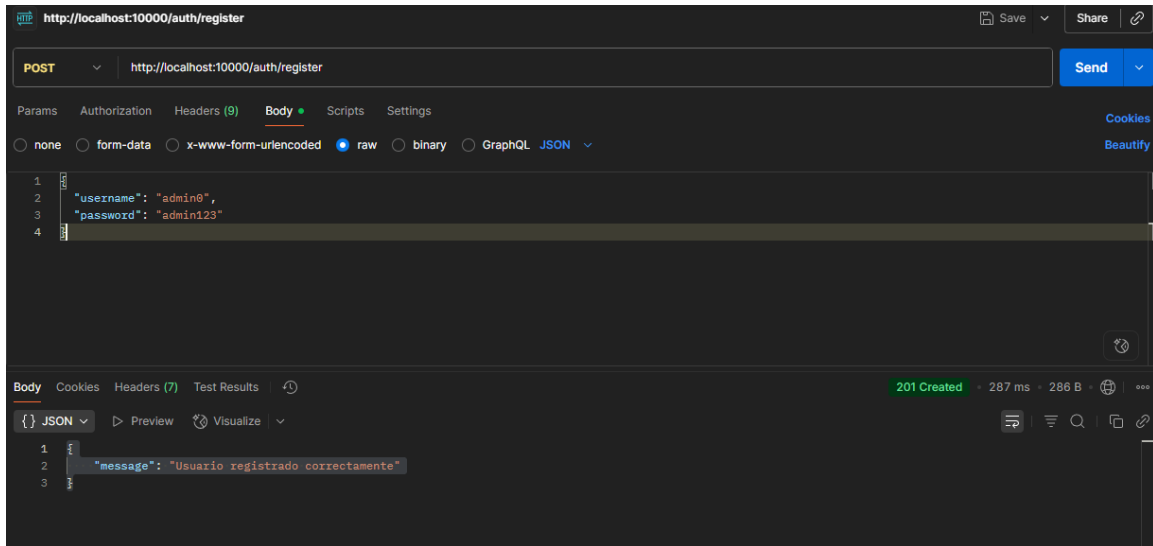 HTTP http://localhost:10000/auth/register Save Share
POST http://localhost:10000/auth/register Send
Params Authorization Headers (9) Body Scripts Settings Cookies
none form-data x-www-form-urlencoded raw binary GraphQL JSON Beautify
1 {
2 "username": "admin0",
3 "password": "admin123"
4 }
Body Cookies Headers (7) Test Results 201 Created 287 ms 286 B
{} JSON Preview Visualize
1 {
2 "message": "Usuario registrado correctamente"
3 }